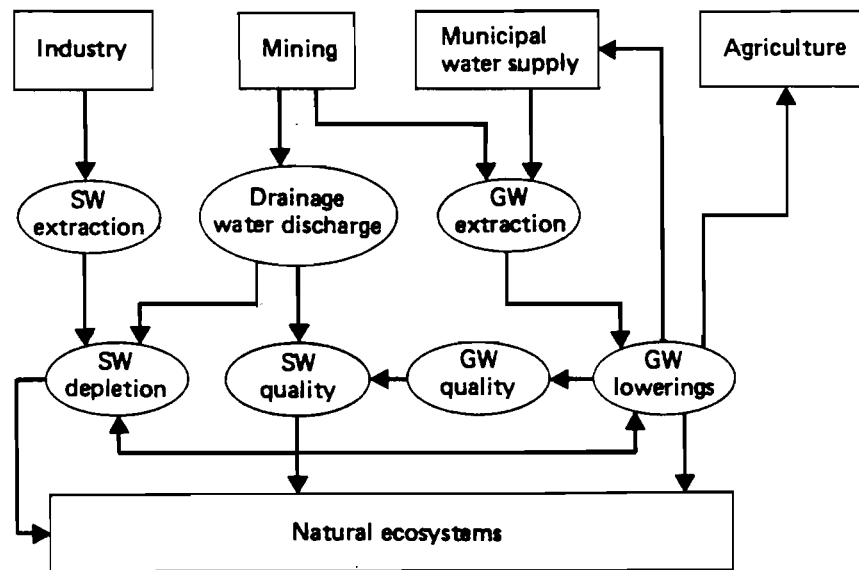 Industry
Mining
Municipal
water supply
Agriculture
SW
extraction
Drainage
water discharge
GW
extraction
SW
depletion
SW
quality
GW
quality
GW
lowerings
Natural ecosystems